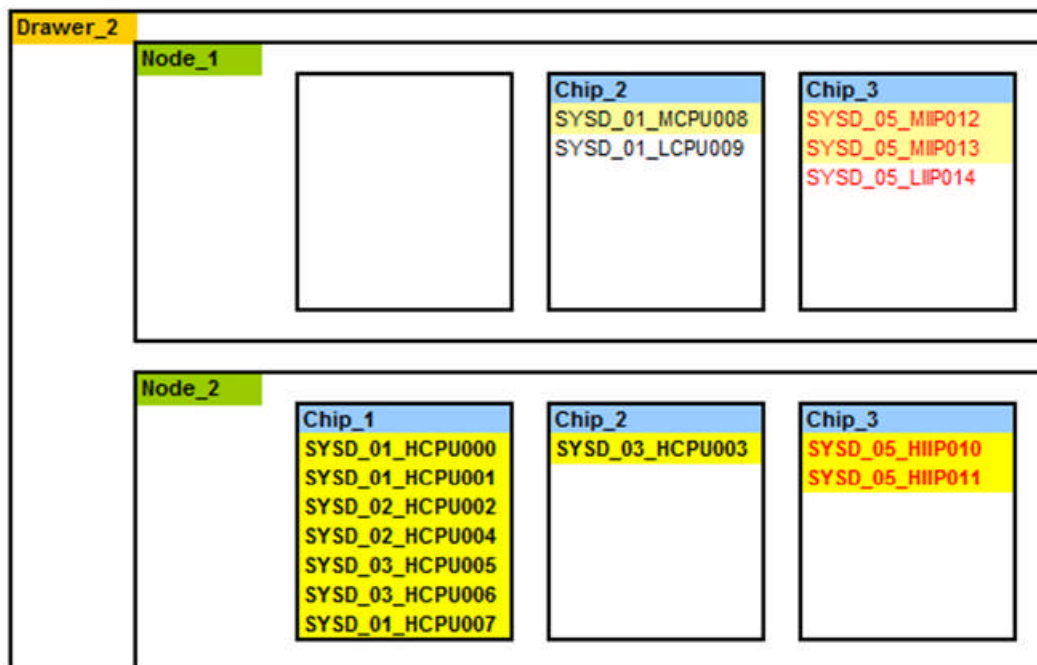 Drawer_2
Node_1
Chip_2
SYSD_01_MCPU008
SYSD_01_LCPU009
Chip_3
SYSD_05_MIIP012
SYSD_05_MIIP013
SYSD_05_LIIP014
Node_2
Chip_1
SYSD_01_HCPU000
SYSD_01_HCPU001
SYSD_02_HCPU002
SYSD_02_HCPU004
SYSD_03_HCPU005
SYSD_03_HCPU006
SYSD_01_HCPU007
Chip_2
SYSD_03_HCPU003
Chip_3
SYSD_05_HIIP010
SYSD_05_HIIP011